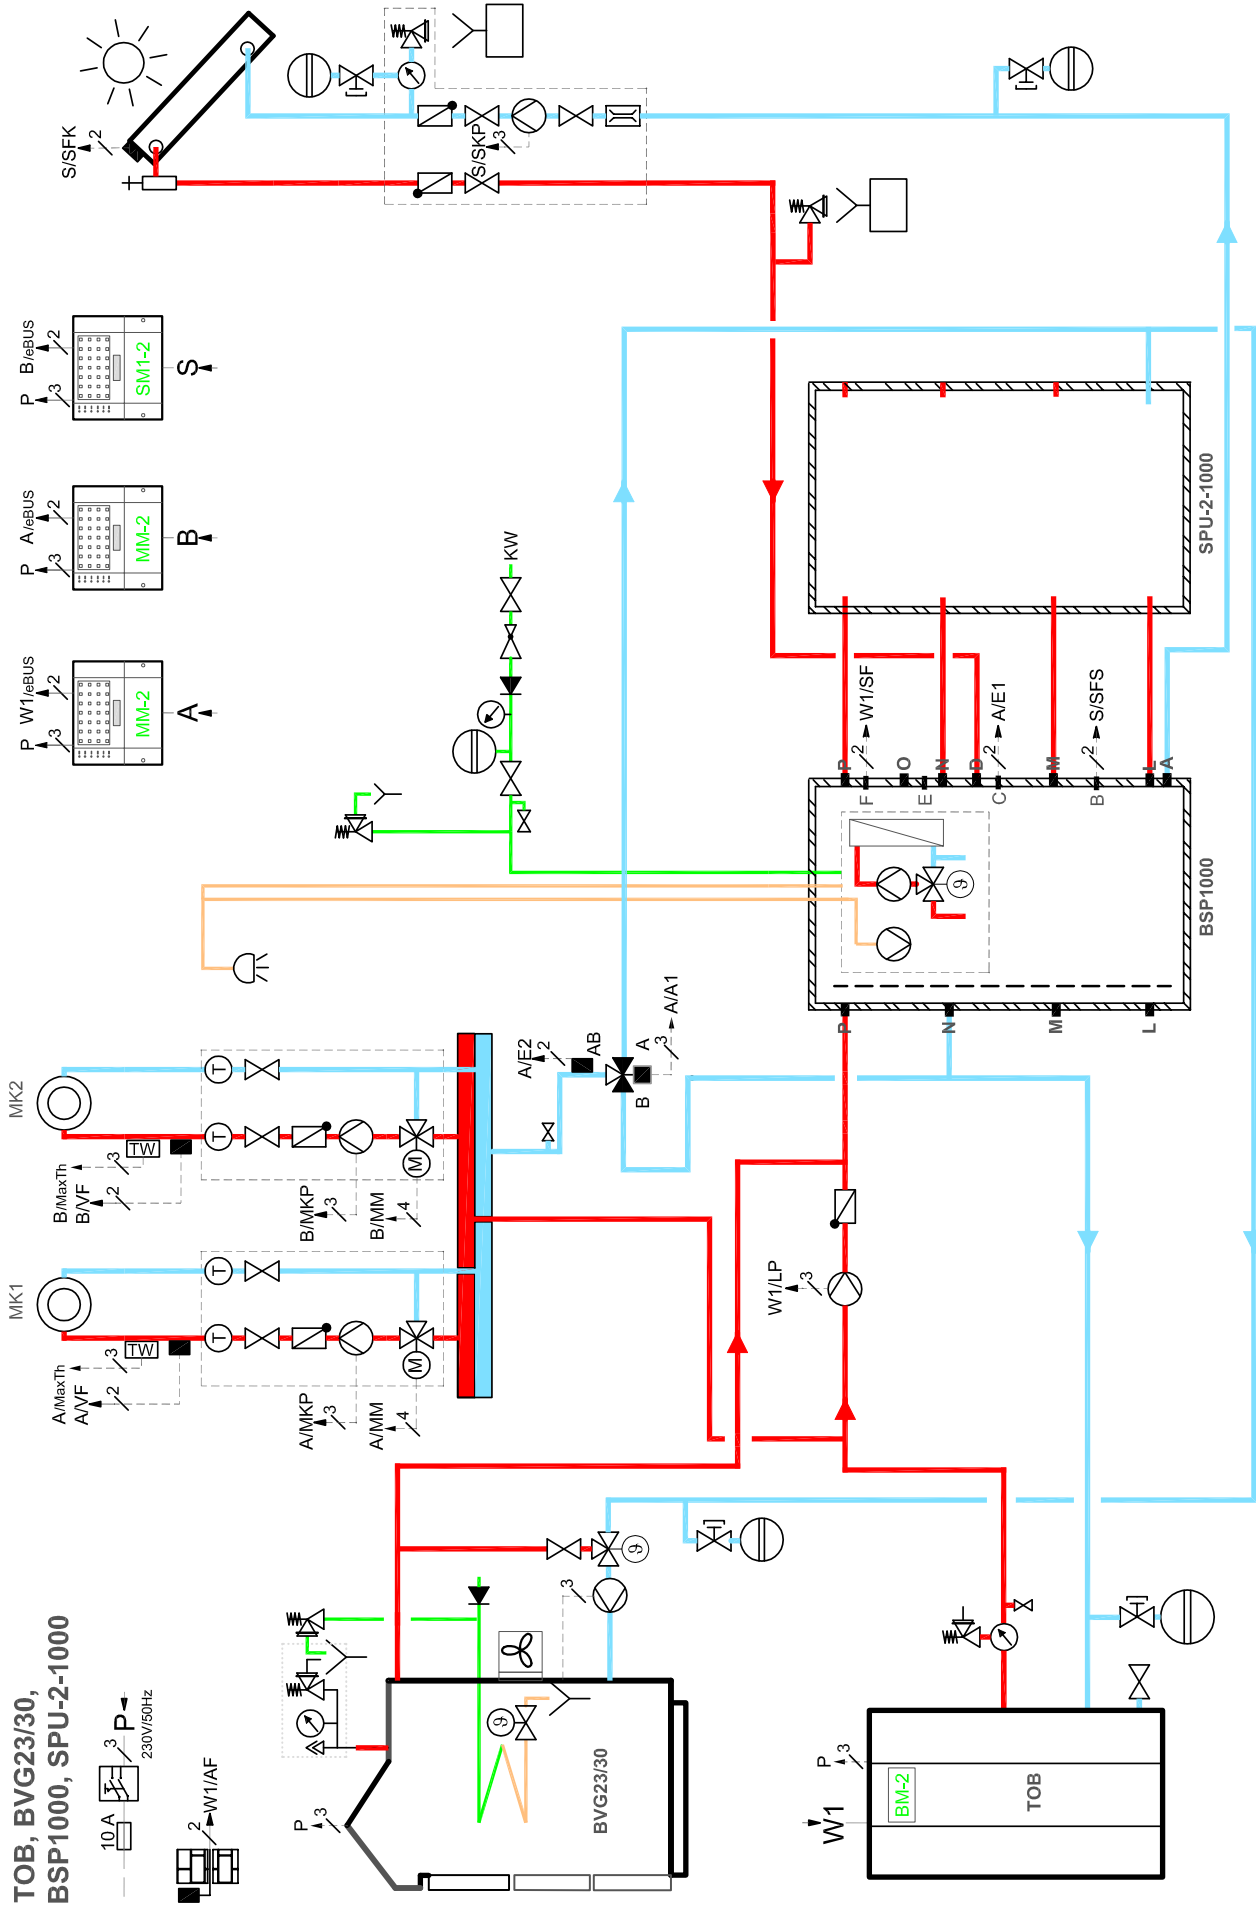 TOB, BVG23/30,
BSP1000, SPU-2-1000
10 A
3
P
230V/50Hz
2
W1/AF
MK1
A/MaxTh
3
TW
A/VF
2
T
T
A/MKP
3
A/MM
4
M
MK2
B/MaxTh
3
TW
B/VF
2
T
T
B/MKP
3
B/MM
4
M
P
3
W1/eBUS
2
MM-2
A
P
3
A/eBUS
2
MM-2
B
P
3
B/eBUS
2
SM1-2
S
S/SFK
2
S/SKP
3
KW
A/E2
2
AB
A
B
3
A/A1
P
3
BVG23/30
ϑ
3
ϑ
W1/LP
3
W1
P
3
BM-2
TOB
P
N
M
L
ϑ
BSP1000
P
F
O
E
N
D
C
M
B
L
A
2
W1/SF
2
A/E1
2
S/SFS
SPU-2-1000